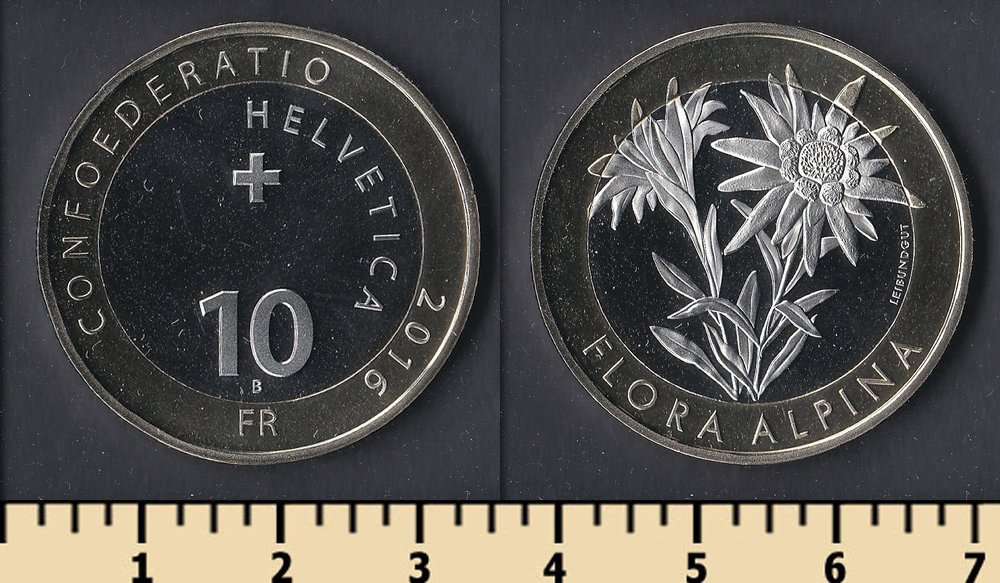 CONFOEDERATIO
HELVETICA
2016
10
B
FR
LEIBUNDGUT
FLORA ALPINA
1 2 3 4 5 6 7